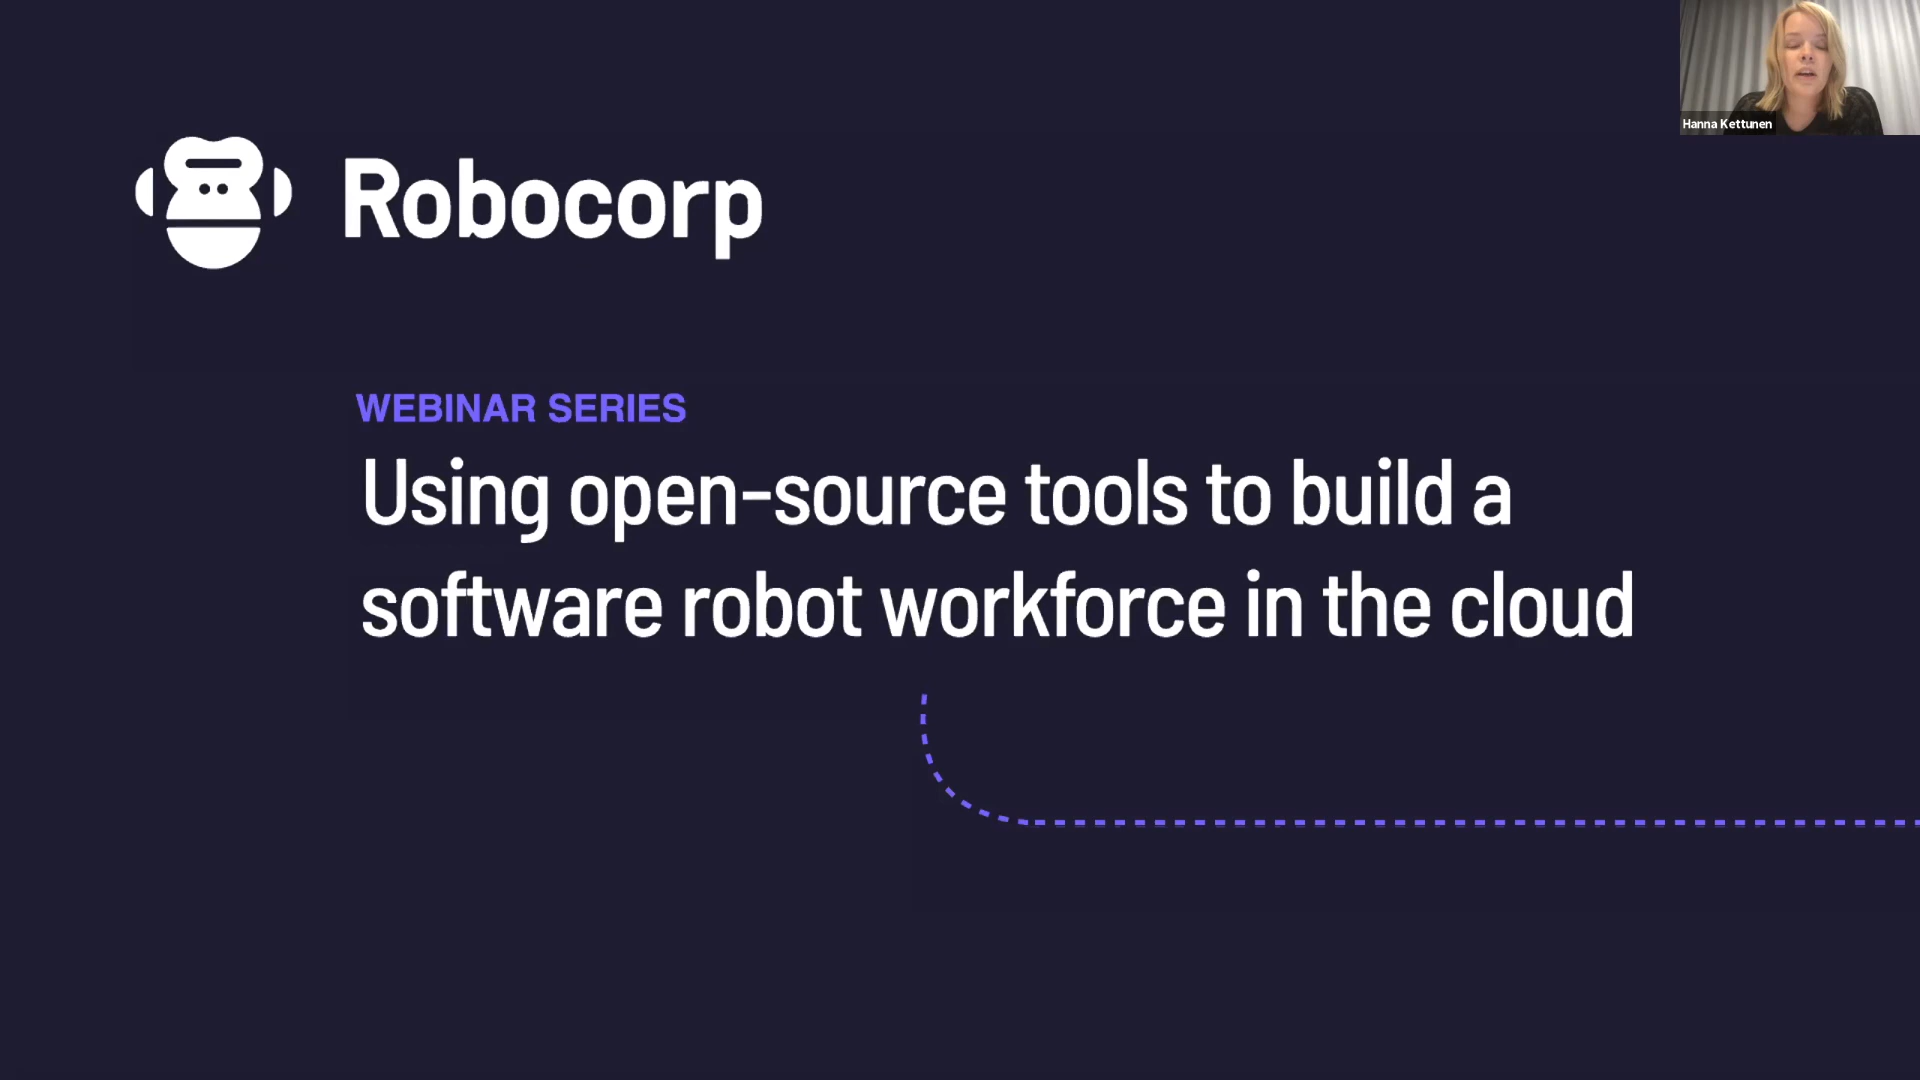 Hanna Kettunen
Robocorp
WEBINAR SERIES
Using open-source tools to build a
software robot workforce in the cloud